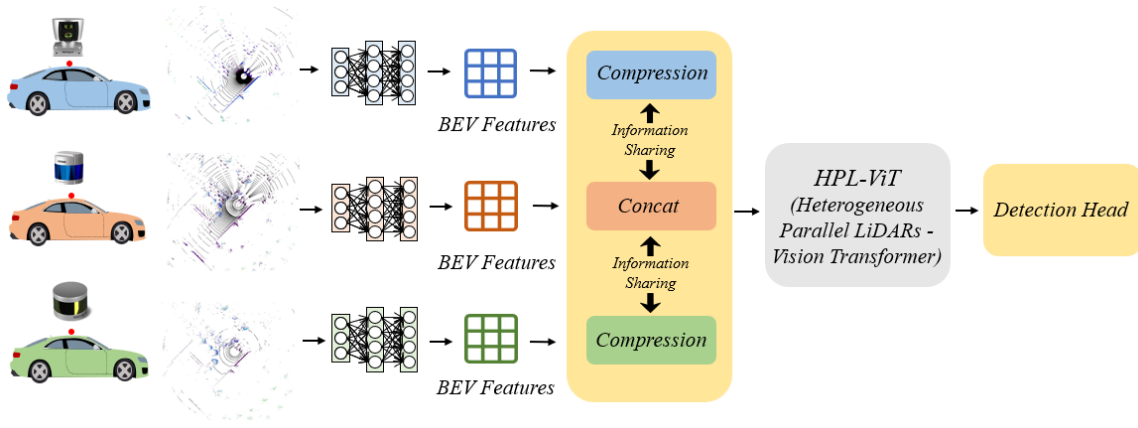 Compression
BEV Features
Information
Sharing
Concat
BEV Features
Information
Sharing
Compression
BEV Features
HPL-ViT
(Heterogeneous
Parallel LiDARs -
Vision Transformer)
Detection Head